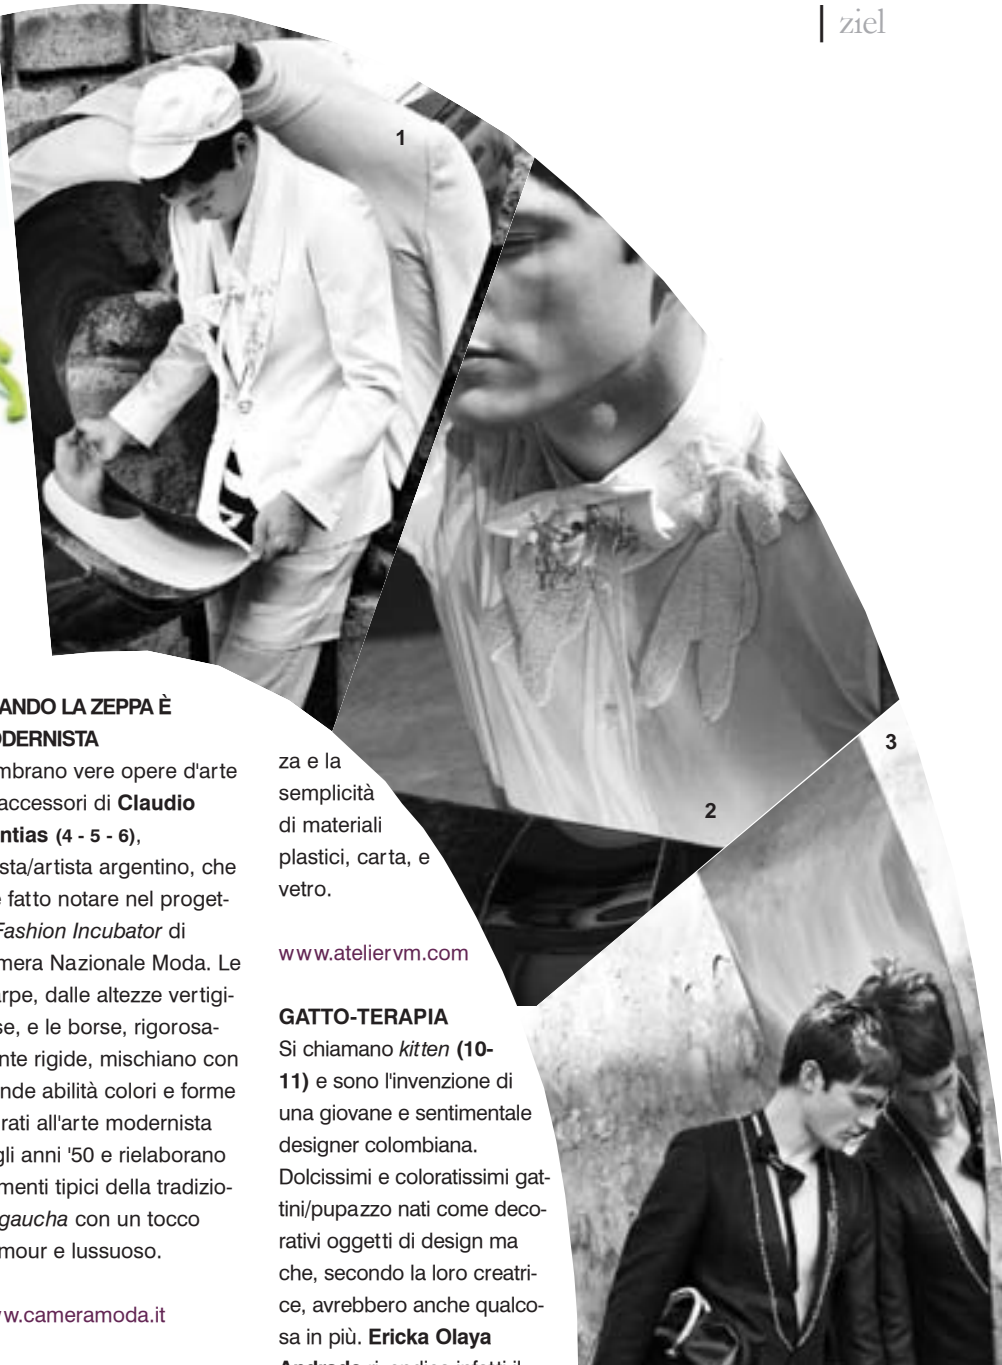 ziel
1
2
3
ANDO LA ZEPPA È
DERNISTA
mbrano vere opere d'arte
accessori di Claudio
ntias (4 - 5 - 6),
sta/artista argentino, che
fatto notare nel proget-
Fashion Incubator di
mera Nazionale Moda. Le
arpe, dalle altezze vertigi-
se, e le borse, rigorosa-
nte rigide, mischiano con
nde abilità colori e forme
rati all'arte modernista
gli anni '50 e rielaborano
menti tipici della tradizio-
gaucha con un tocco
mour e lussuoso.
w.cameramoda.it
za e la
semplicità
di materiali
plastici, carta, e
vetro.
www.ateliervm.com
GATTO-TERAPIA
Si chiamano kitten (10-
11) e sono l'invenzione di
una giovane e sentimentale
designer colombiana.
Dolcissimi e coloratissimi gat-
tini/pupazzo nati come deco-
rativi oggetti di design ma
che, secondo la loro creatri-
ce, avrebbero anche qualco-
sa in più. Ericka Olaya
Andrade rivendica infatti il